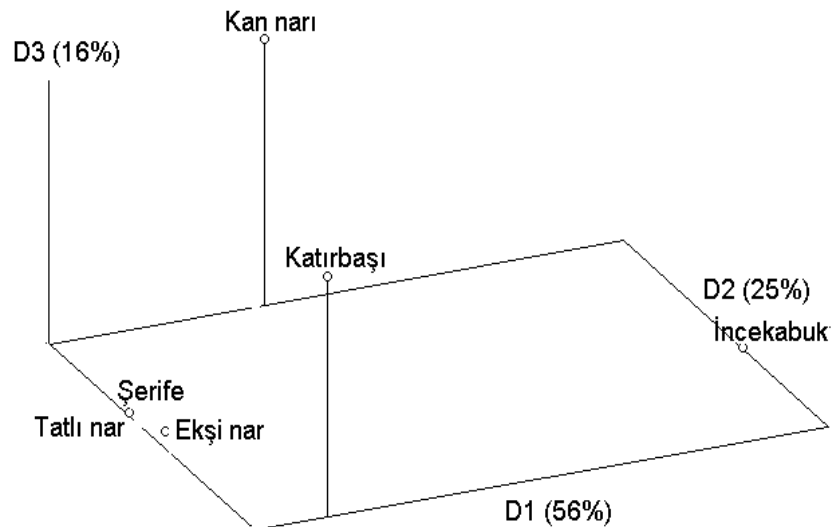 Kan narı
D3 (16%)
Katırbaşı
D2 (25%)
İncekabuk
Şerife
Tatlı nar
Ekşi nar
D1 (56%)